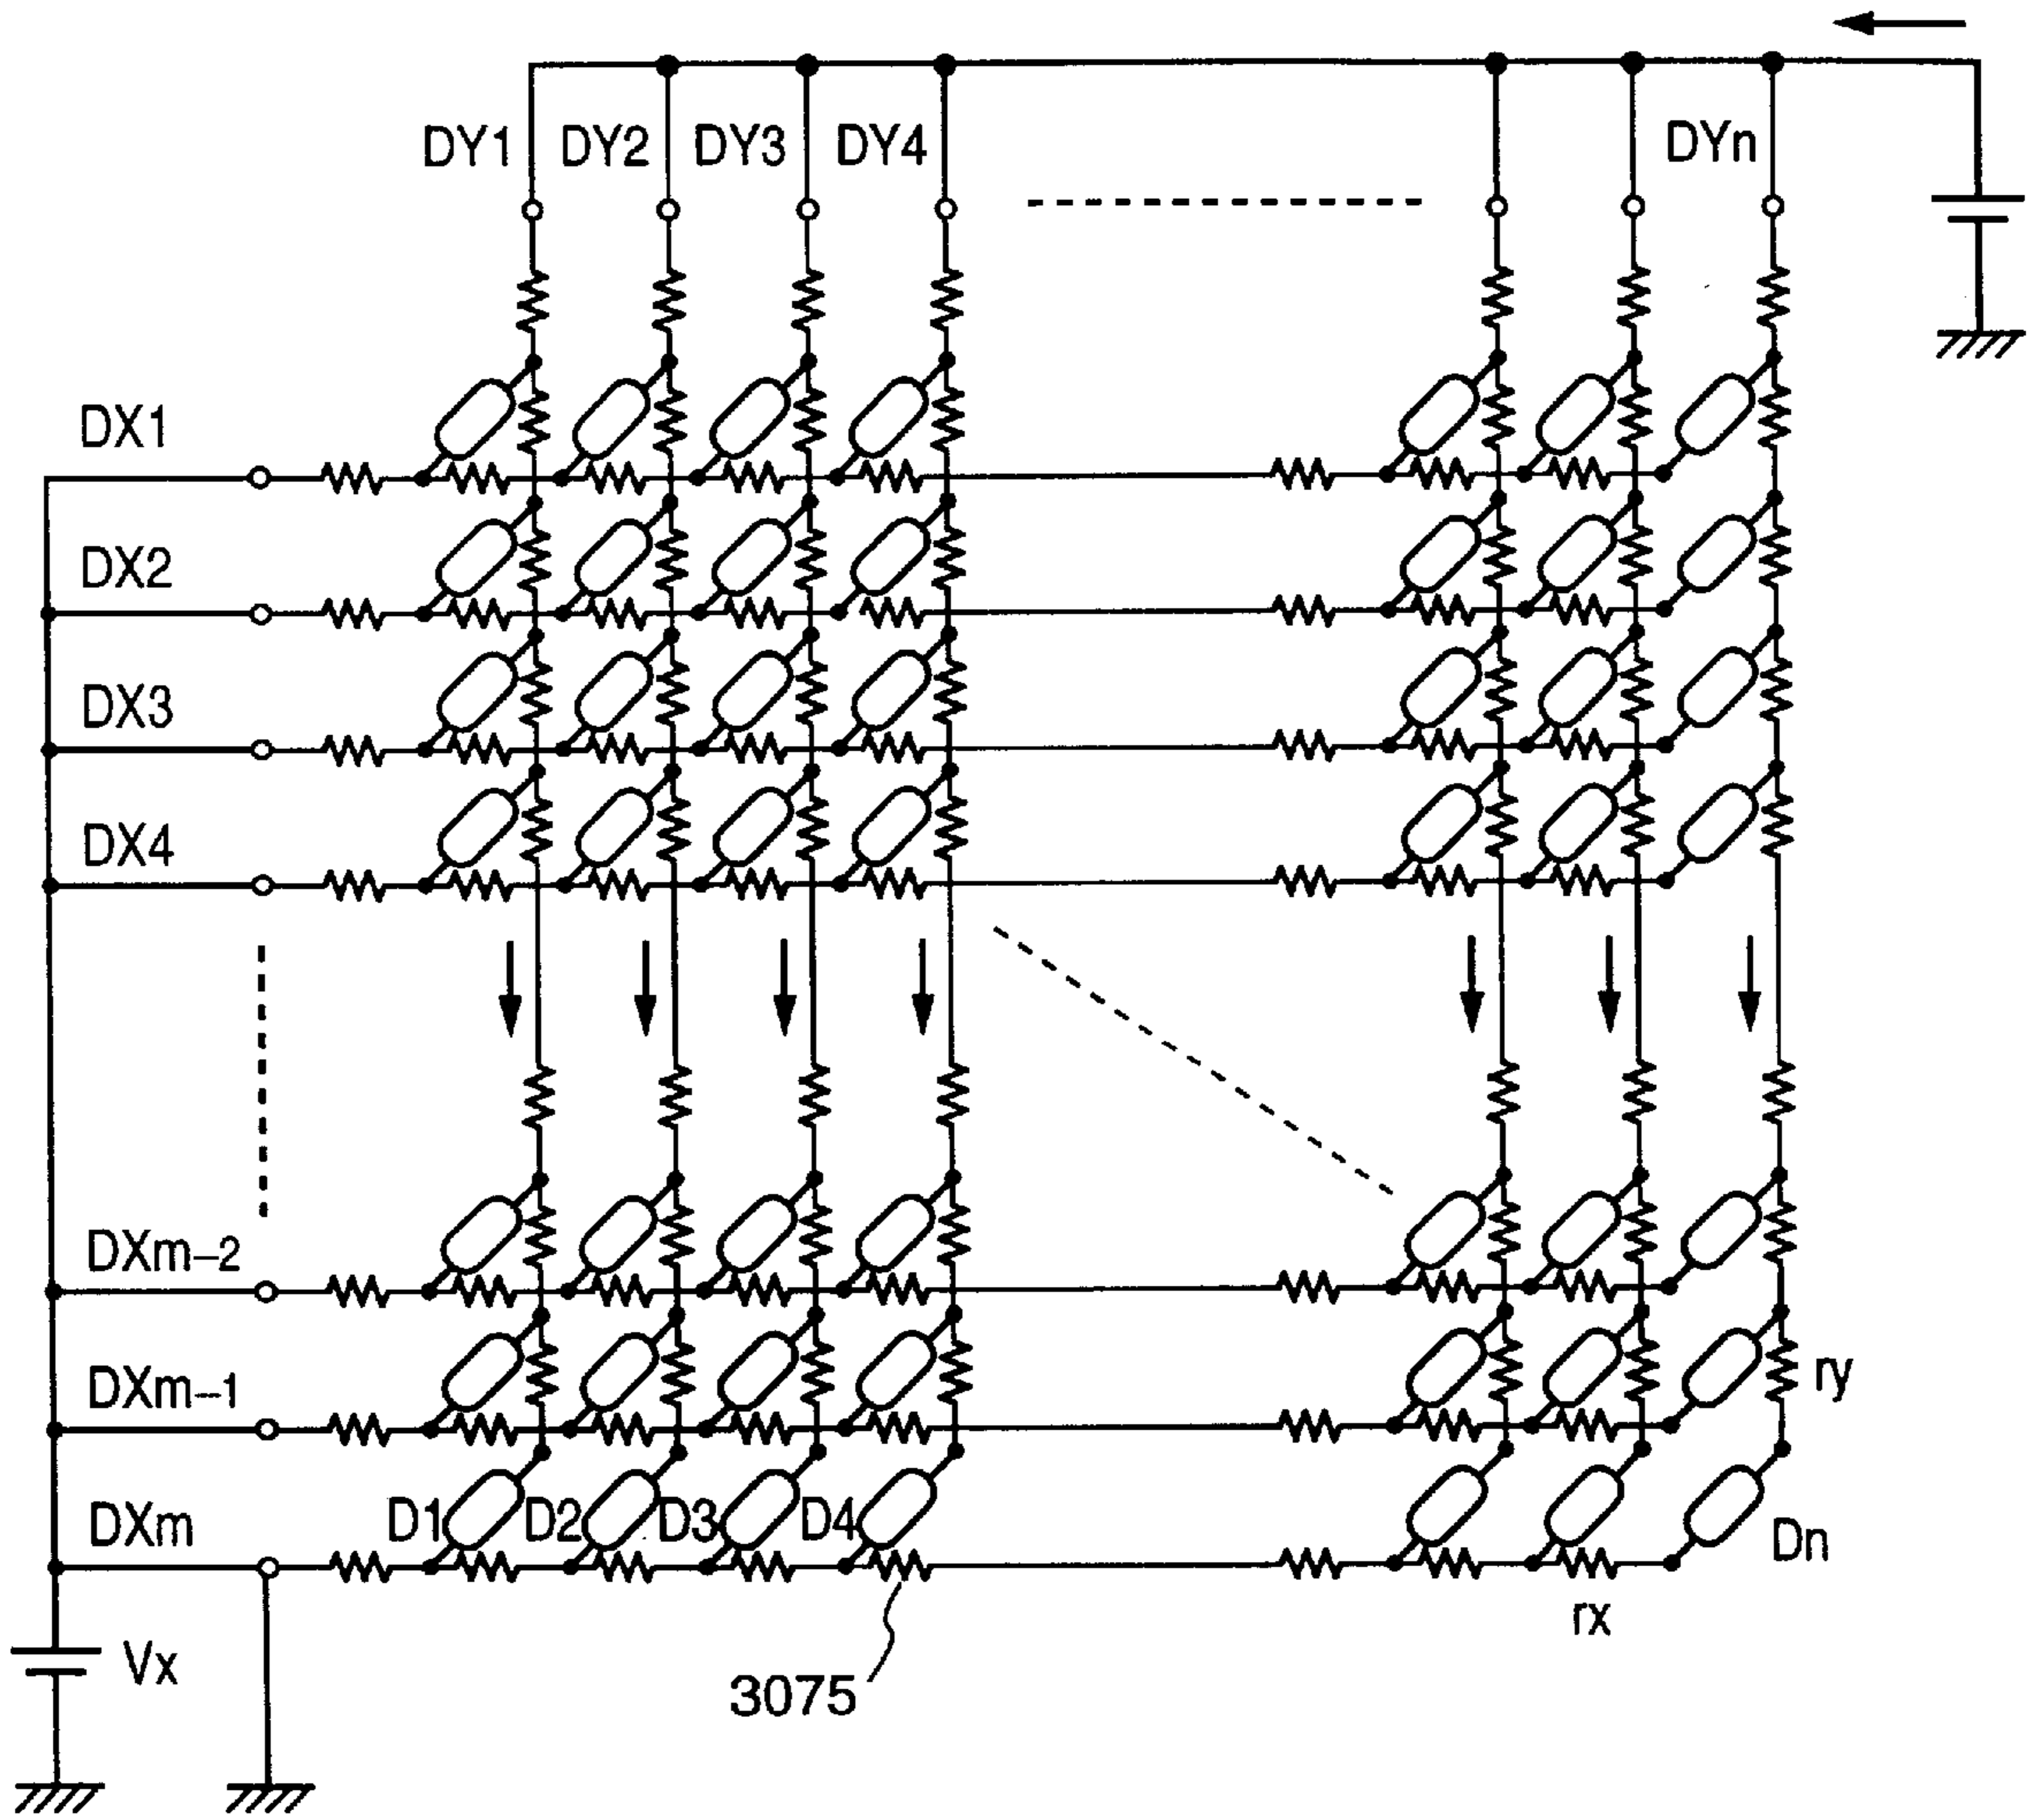 DY1 DY2 DY3 DY4 DYn
DX1
DX2
DX3
DX4
DXm-2
DXm-1
ry
DXm D1 D2 D3 D4 Dn
rx
Vx
3075